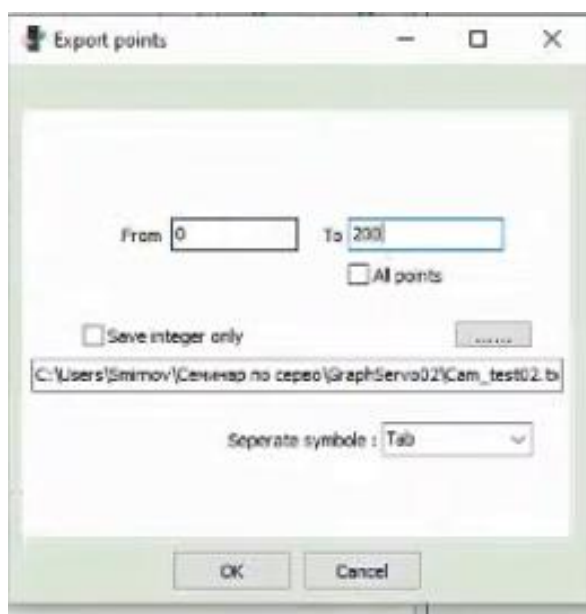 Export points
From 0 To 200
All points
Save integer only ......
C:\Users\Smirnov\Семинар по серво\GraphServo02\Cam_test02.tx
Seperate symbole : Tab
OK Cancel